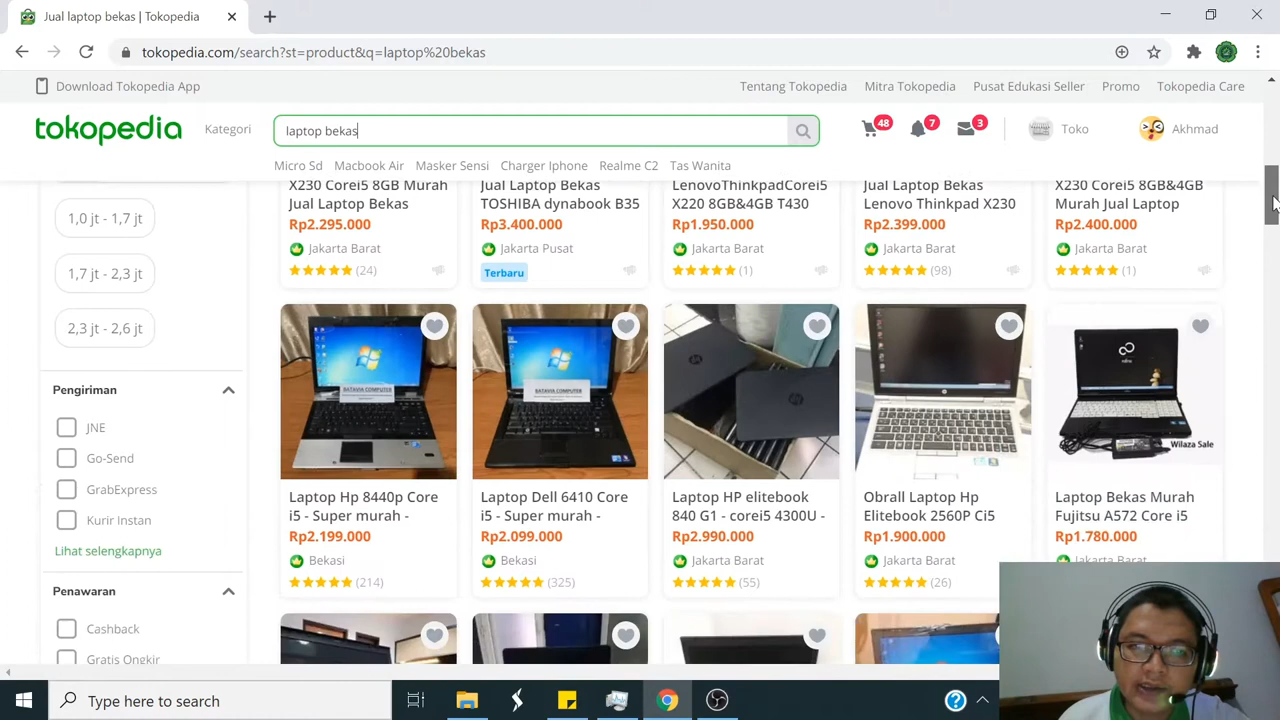 Jual laptop bekas | Tokopedia
tokopedia.com/search?st=product&q=laptop%20bekas
Download Tokopedia App
Tentang Tokopedia
Mitra Tokopedia
Pusat Edukasi Seller
Promo
Tokopedia Care
tokopedia
Kategori
laptop bekas
48
7
3
Toko
Akhmad
Micro Sd
Macbook Air
Masker Sensi
Charger Iphone
Realme C2
Tas Wanita
1,0 jt - 1,7 jt
1,7 jt - 2,3 jt
2,3 jt - 2,6 jt
Pengiriman
JNE
Go-Send
GrabExpress
Kurir Instan
Lihat selengkapnya
Penawaran
Cashback
Gratis Ongkir
X230 Corei5 8GB Murah
Jual Laptop Bekas
Rp2.295.000
Jakarta Barat
(24)
Jual Laptop Bekas
TOSHIBA dynabook B35
Rp3.400.000
Jakarta Pusat
Terbaru
LenovoThinkpadCorei5
X220 8GB&4GB T430
Rp1.950.000
Jakarta Barat
(1)
Jual Laptop Bekas
Lenovo Thinkpad X230
Rp2.399.000
Jakarta Barat
(98)
X230 Corei5 8GB&4GB
Murah Jual Laptop
Rp2.400.000
Jakarta Barat
(1)
BATAVIA COMPUTER
Laptop Hp 8440p Core
i5 - Super murah -
Rp2.199.000
Bekasi
(214)
BATAVIA COMPUTER
Laptop Dell 6410 Core
i5 - Super murah -
Rp2.099.000
Bekasi
(325)
Laptop HP elitebook
840 G1 - corei5 4300U -
Rp2.990.000
Jakarta Barat
(55)
Obrall Laptop Hp
Elitebook 2560P Ci5
Rp1.900.000
Jakarta Barat
(26)
FUJITSU
Wilaza Sale
Laptop Bekas Murah
Fujitsu A572 Core i5
Rp1.780.000
Jakarta Barat
Type here to search